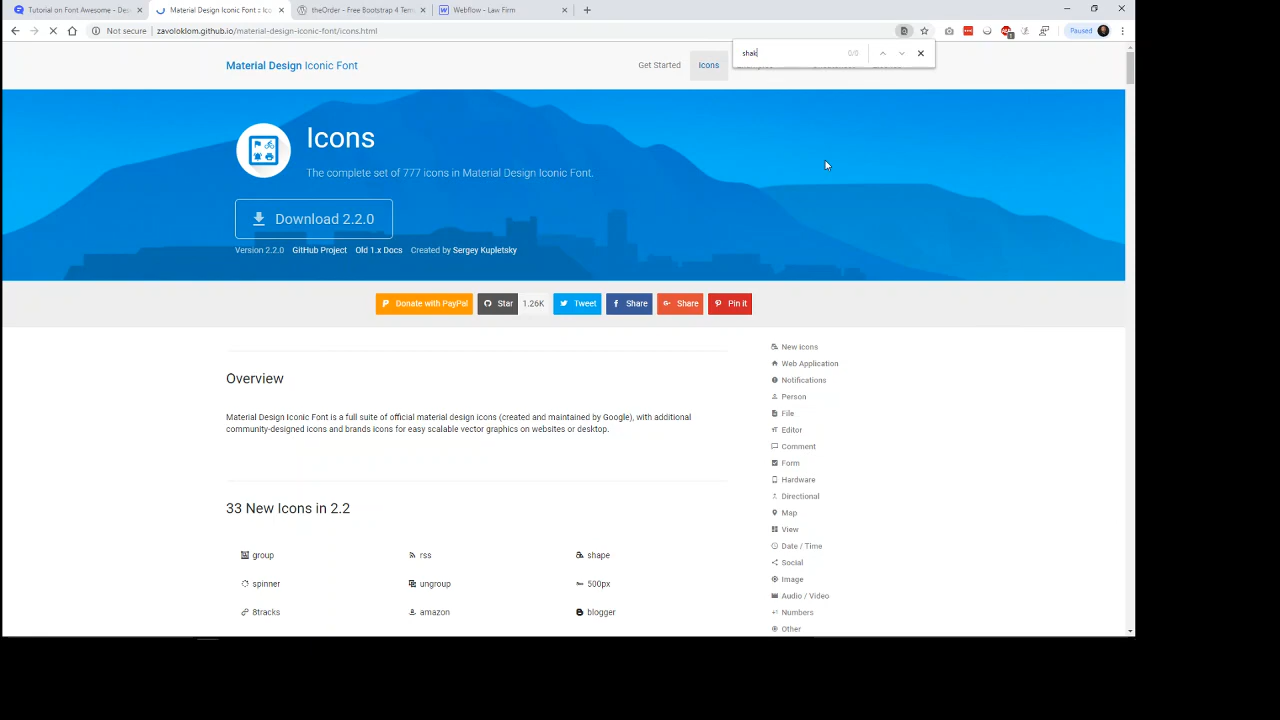 Tutorial on Font Awesome - Des
Material Design Iconic Font :: Ico
theOrder - Free Bootstrap 4 Tem
Webflow - Law Firm
Not secure
zavoloklom.github.io/material-design-iconic-font/icons.html
Paused
shak
0/0
Material Design Iconic Font
Get Started
Icons
Icons
The complete set of 777 icons in Material Design Iconic Font.
Download 2.2.0
Version 2.2.0 GitHub Project Old 1.x Docs Created by Sergey Kupletsky
Donate with PayPal
Star
1.26K
Tweet
Share
Share
Pin it
Overview
Material Design Iconic Font is a full suite of official material design icons (created and maintained by Google), with additional
community-designed icons and brands icons for easy scalable vector graphics on websites or desktop.
33 New Icons in 2.2
group
rss
shape
spinner
ungroup
500px
8tracks
amazon
blogger
New icons
Web Application
Notifications
Person
File
Editor
Comment
Form
Hardware
Directional
Map
View
Date / Time
Social
Image
Audio / Video
Numbers
Other